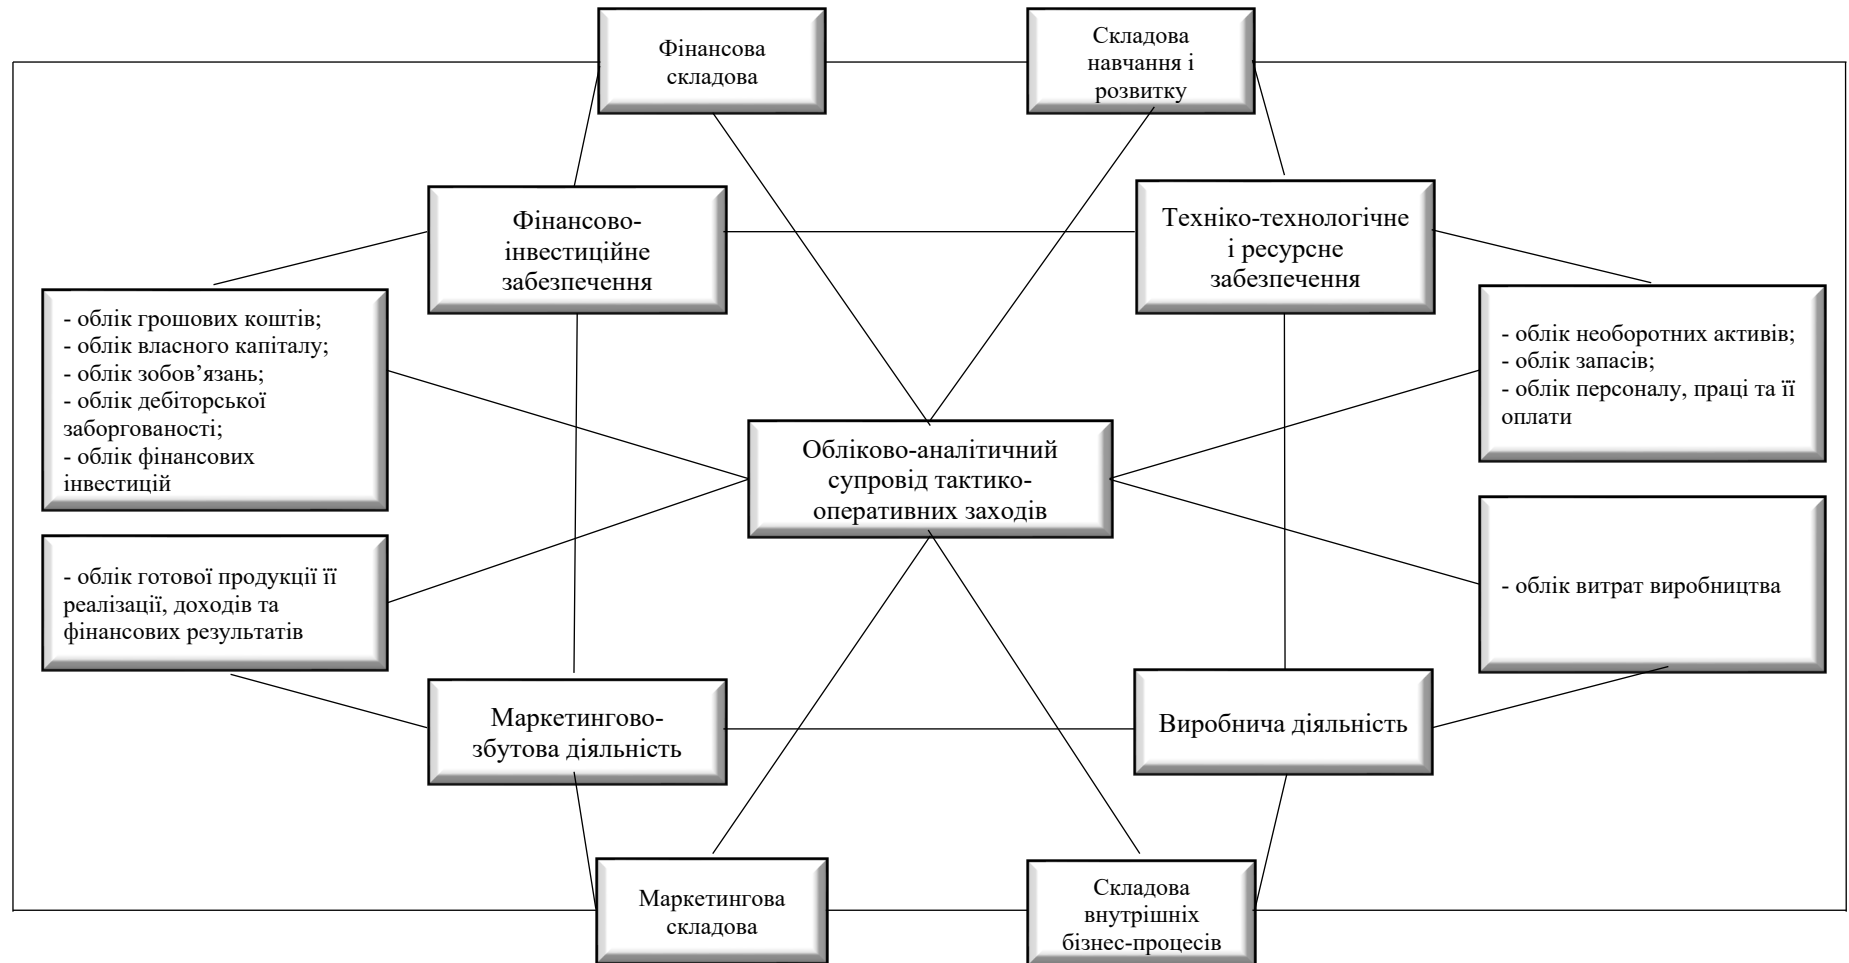 Фінансова
складова
Складова
навчання і
розвитку
Фінансово-
інвестиційне
забезпечення
Техніко-технологічне
і ресурсне
забезпечення
- облік грошових коштів;
- облік власного капіталу;
- облік зобов’язань;
- облік дебіторської
заборгованості;
- облік фінансових
інвестицій
- облік необоротних активів;
- облік запасів;
- облік персоналу, праці та її
оплати
Обліково-аналітичний
супровід тактико-
оперативних заходів
- облік готової продукції її
реалізації, доходів та
фінансових результатів
- облік витрат виробництва
Маркетингово-
збутова діяльність
Виробнича діяльність
Маркетингова
складова
Складова
внутрішніх
бізнес-процесів